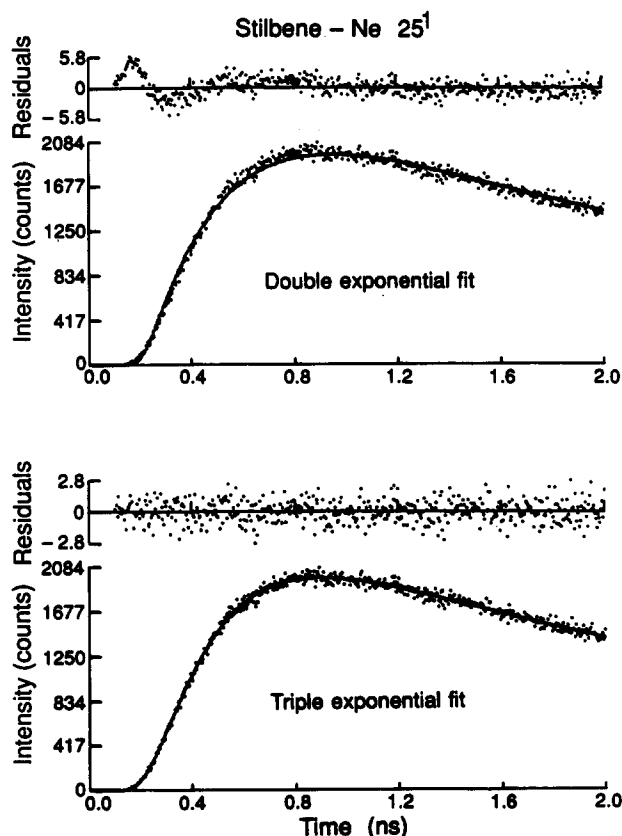 Stilbene – Ne 25¹
Residuals
5.8
0
–5.8
Intensity (counts)
2084
1677
1250
834
417
0
Double exponential fit
0.0 0.4 0.8 1.2 1.6 2.0
Residuals
2.8
0
–2.8
Intensity (counts)
2084
1677
1250
834
417
0
Triple exponential fit
0.0 0.4 0.8 1.2 1.6 2.0
Time (ns)